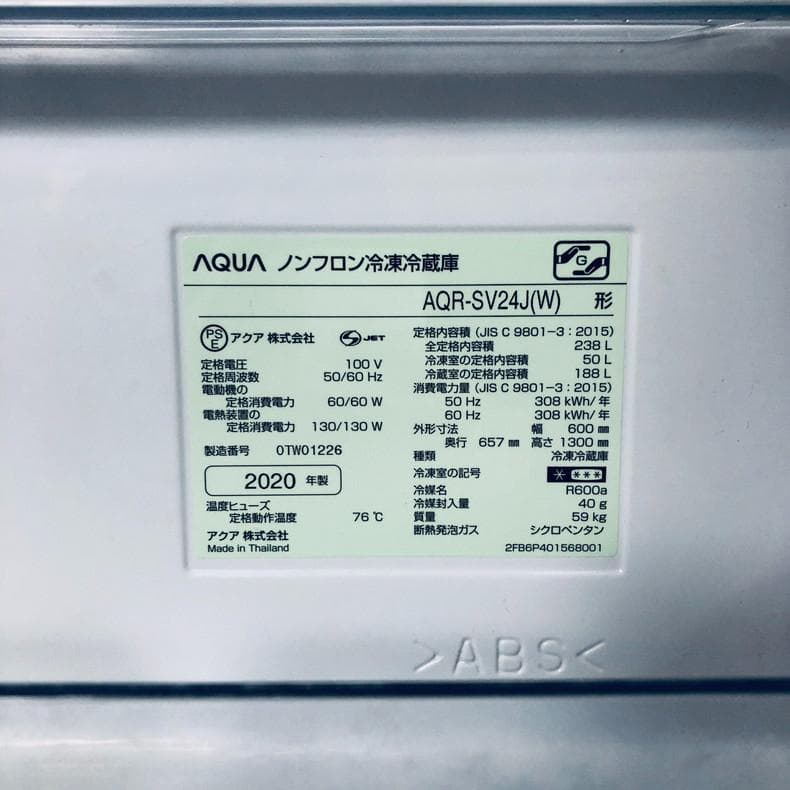 AQUA ノンフロン冷凍冷蔵庫
G
AQR-SV24J(W) 形
PSE アクア 株式会社 S JET
定格電圧 100 V
定格周波数 50/60 Hz
電動機の
定格消費電力 60/60 W
電熱装置の
定格消費電力 130/130 W
製造番号 0TW01226
2020 年製
温度ヒューズ
定格動作温度 76 ℃
アクア 株式会社
Made in Thailand
定格内容積 (JIS C 9801-3 : 2015)
全定格内容積 238 L
冷凍室の定格内容積 50 L
冷蔵室の定格内容積 188 L
消費電力量 (JIS C 9801-3 : 2015)
50 Hz 308 kWh/年
60 Hz 308 kWh/年
外形寸法 幅 600 mm
奥行 657 mm 高さ 1300 mm
種類 冷凍冷蔵庫
冷凍室の記号 * ***
冷媒名 R600a
冷媒封入量 40 g
質量 59 kg
断熱発泡ガス シクロペンタン
2FB6P401568001
>ABS<